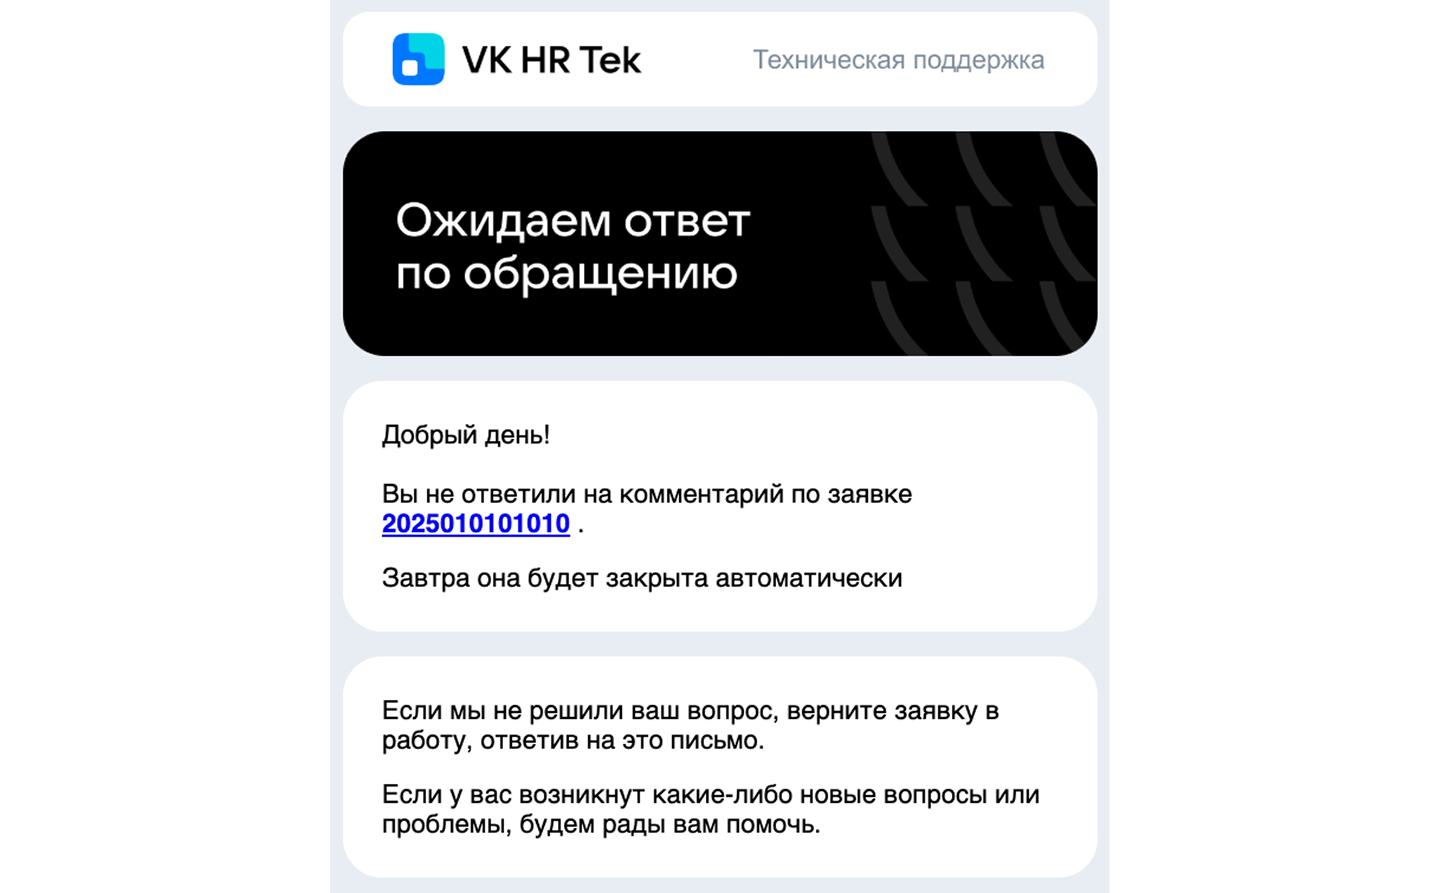 VK HR Tek
Техническая поддержка
Ожидаем ответ
по обращению
Добрый день!
Вы не ответили на комментарий по заявке
2025010101010 .
Завтра она будет закрыта автоматически
Если мы не решили ваш вопрос, верните заявку в
работу, ответив на это письмо.
Если у вас возникнут какие-либо новые вопросы или
проблемы, будем рады вам помочь.